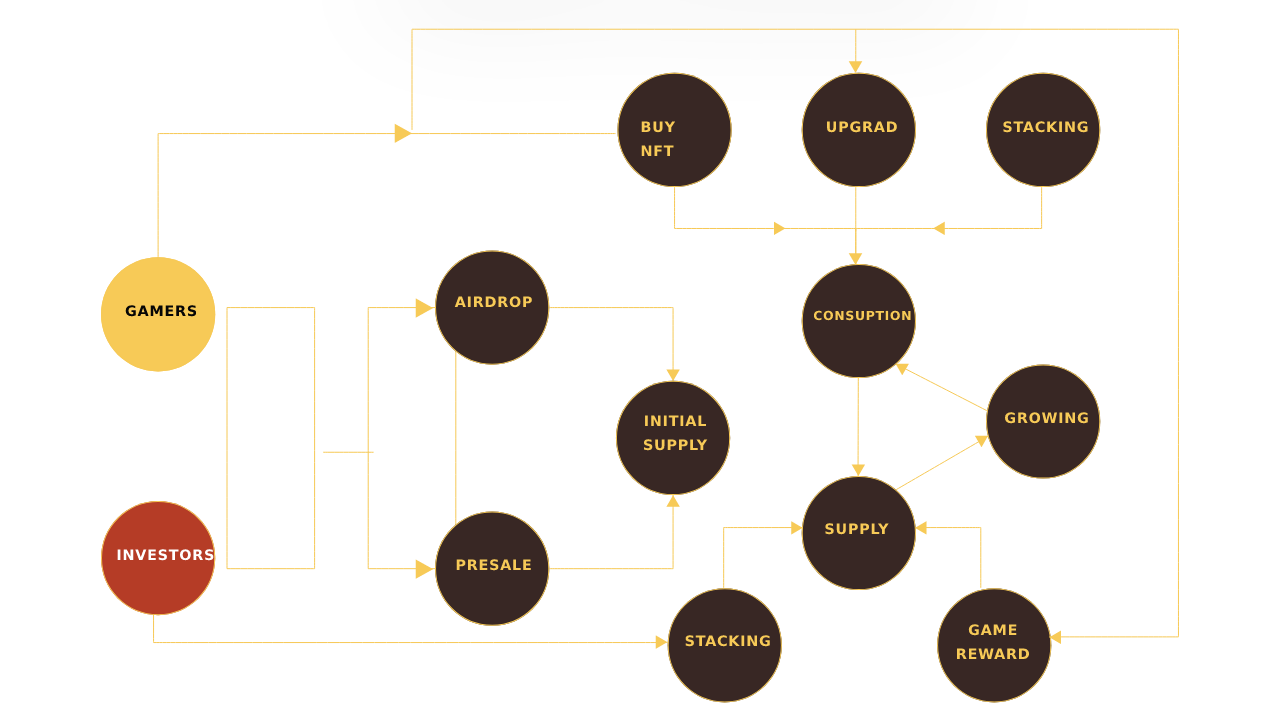 BUY
NFT
UPGRAD
STACKING
GAMERS
AIRDROP
CONSUPTION
INITIAL
SUPPLY
GROWING
INVESTORS
PRESALE
SUPPLY
STACKING
GAME
REWARD